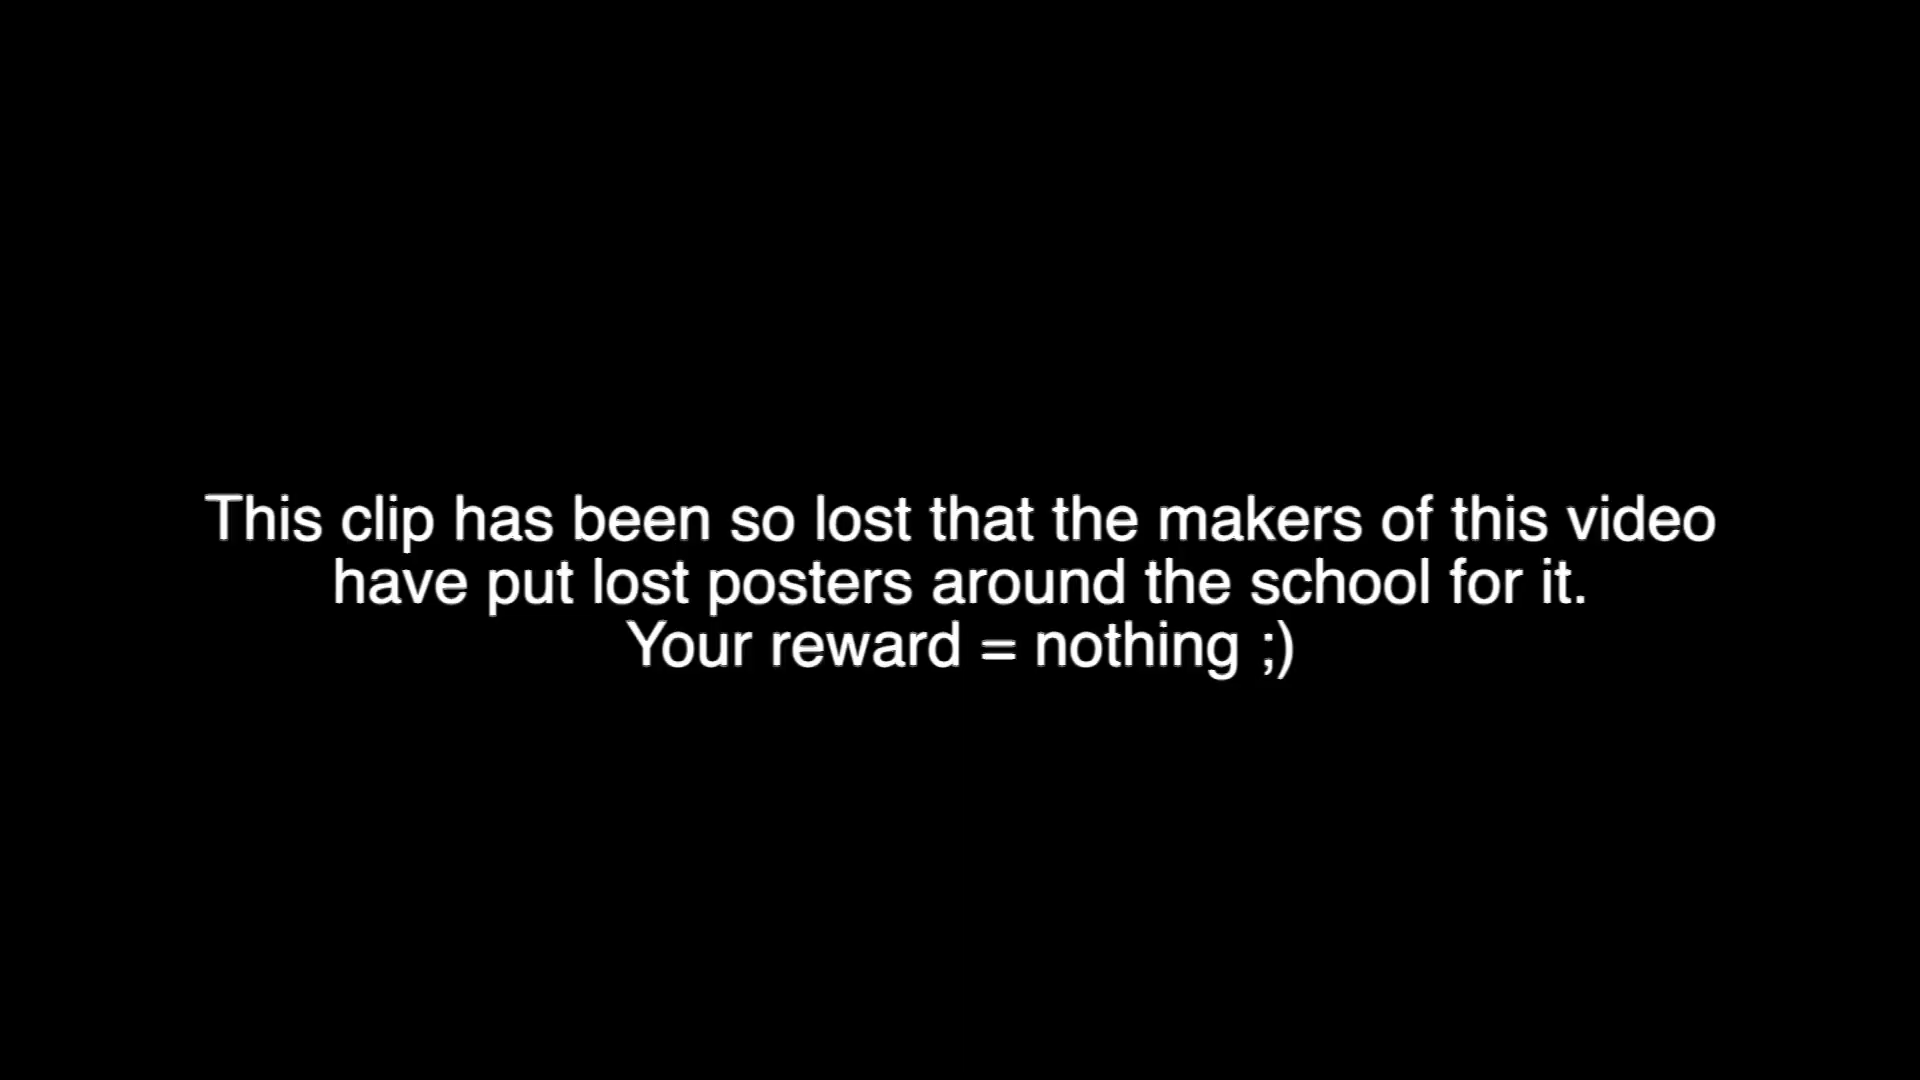 This clip has been so lost that the makers of this video
have put lost posters around the school for it.
Your reward = nothing ;)